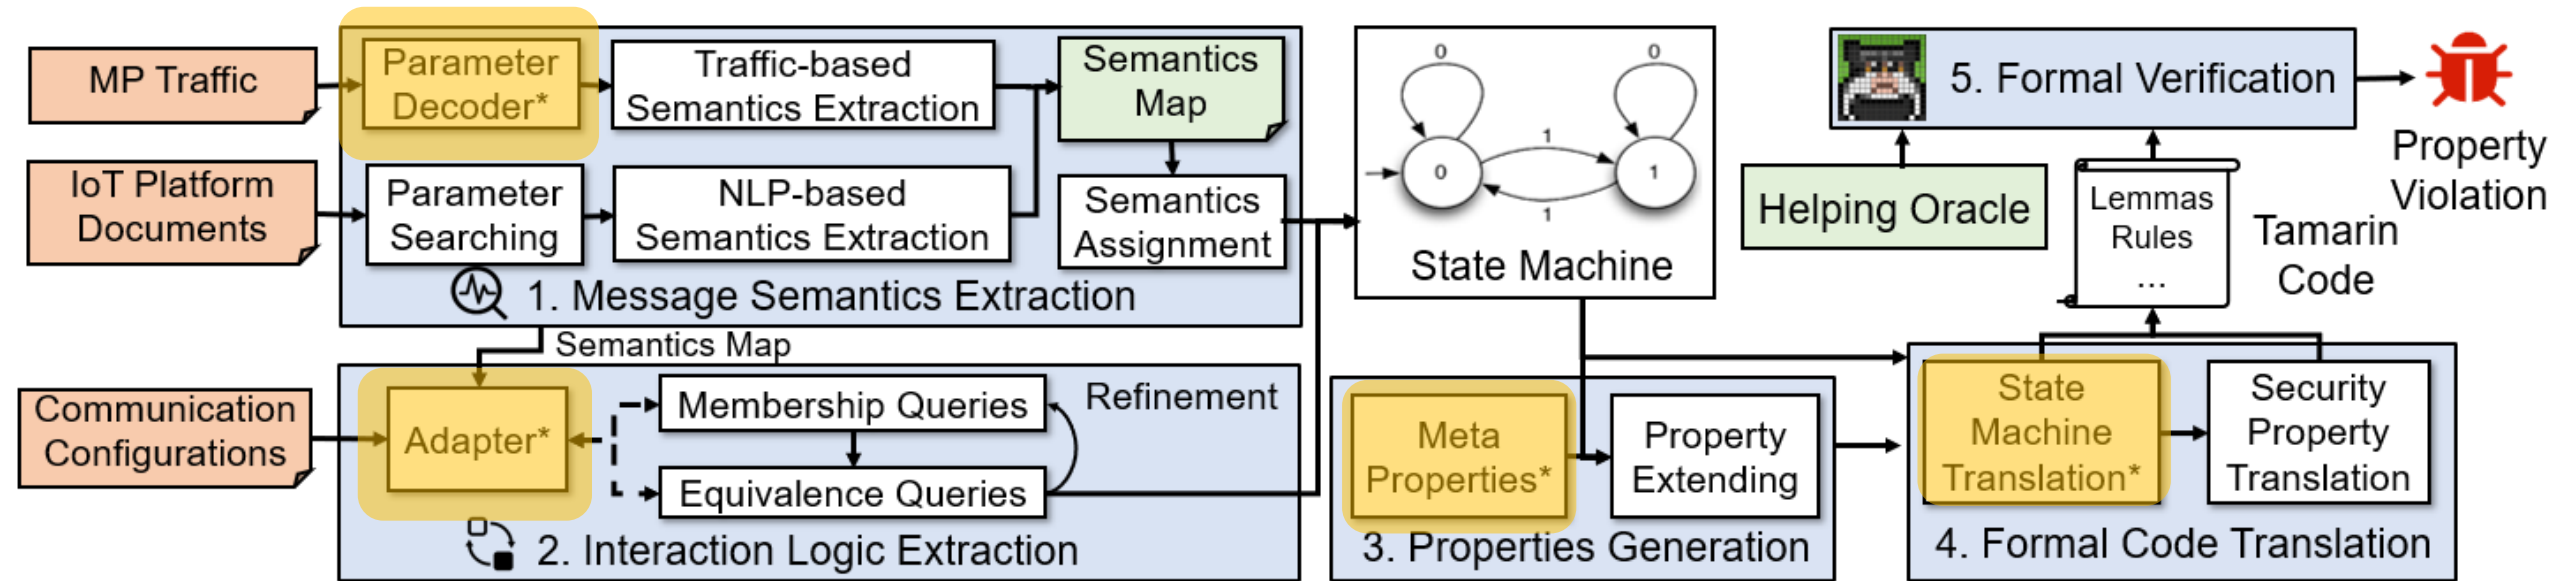 MP Traffic
IoT Platform
Documents
Communication
Configurations
Parameter
Decoder*
Traffic-based
Semantics Extraction
Semantics
Map
Parameter
Searching
NLP-based
Semantics Extraction
Semantics
Assignment
1. Message Semantics Extraction
Semantics Map
Adapter*
Membership Queries
Refinement
Equivalence Queries
2. Interaction Logic Extraction
0
0
1
0
1
1
State Machine
Meta
Properties*
Property
Extending
3. Properties Generation
State
Machine
Translation*
Security
Property
Translation
4. Formal Code Translation
Lemmas
Rules
...
Tamarin
Code
Helping Oracle
5. Formal Verification
Property
Violation